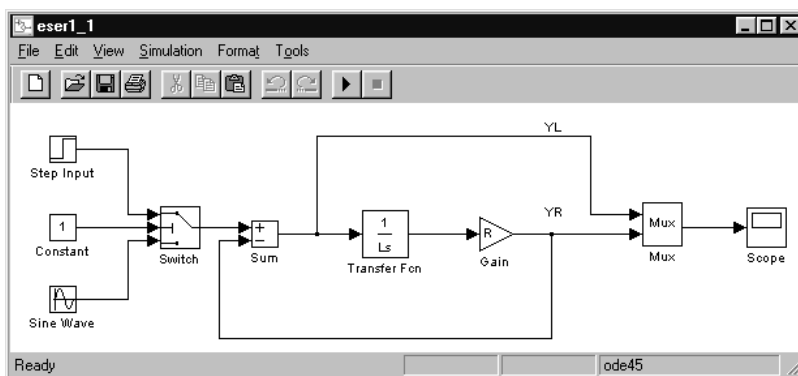 eser1_1
File Edit View Simulation Format Tools
YL
Step Input
1
Constant
Switch
+
−
Sum
1
Ls
Transfer Fcn
R
Gain
YR
Mux
Mux
Scope
Sine Wave
Ready
ode45